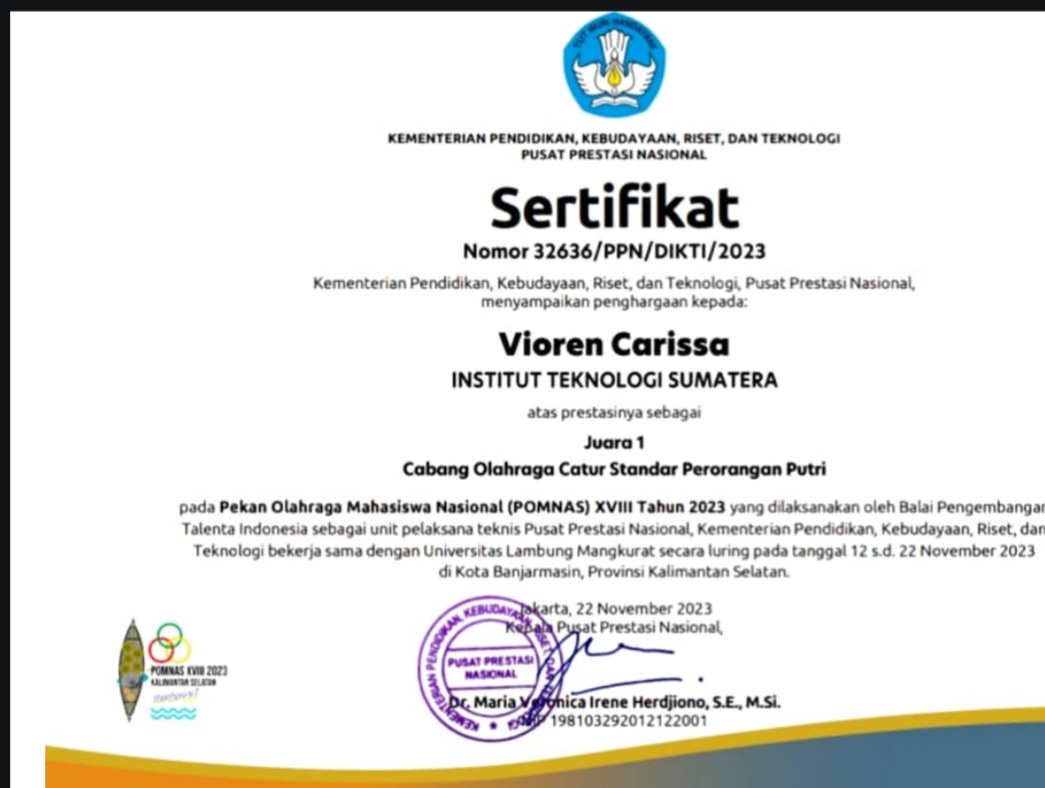 TUT WURI HANDAYANI
KEMENTERIAN PENDIDIKAN, KEBUDAYAAN, RISET, DAN TEKNOLOGI
PUSAT PRESTASI NASIONAL
Sertifikat
Nomor 32636/PPN/DIKTI/2023
Kementerian Pendidikan, Kebudayaan, Riset, dan Teknologi, Pusat Prestasi Nasional,
menyampaikan penghargaan kepada:
Vioren Carissa
INSTITUT TEKNOLOGI SUMATERA
atas prestasinya sebagai
Juara 1
Cabang Olahraga Catur Standar Perorangan Putri
pada Pekan Olahraga Mahasiswa Nasional (POMNAS) XVIII Tahun 2023 yang dilaksanakan oleh Balai Pengembangan
Talenta Indonesia sebagai unit pelaksana teknis Pusat Prestasi Nasional, Kementerian Pendidikan, Kebudayaan, Riset, dan
Teknologi bekerja sama dengan Universitas Lambung Mangkurat secara luring pada tanggal 12 s.d. 22 November 2023
di Kota Banjarmasin, Provinsi Kalimantan Selatan.
Jakarta, 22 November 2023
Kepala Pusat Prestasi Nasional,
KEMENTERIAN PENDIDIKAN, KEBUDAYAAN, RISET, DAN TEKNOLOGI
PUSAT PRESTASI
NASIONAL
Dr. Maria Veronica Irene Herdjiono, S.E., M.Si.
NIP 198103292012122001
POMNAS XVIII 2023
KALIMANTAN SELATAN